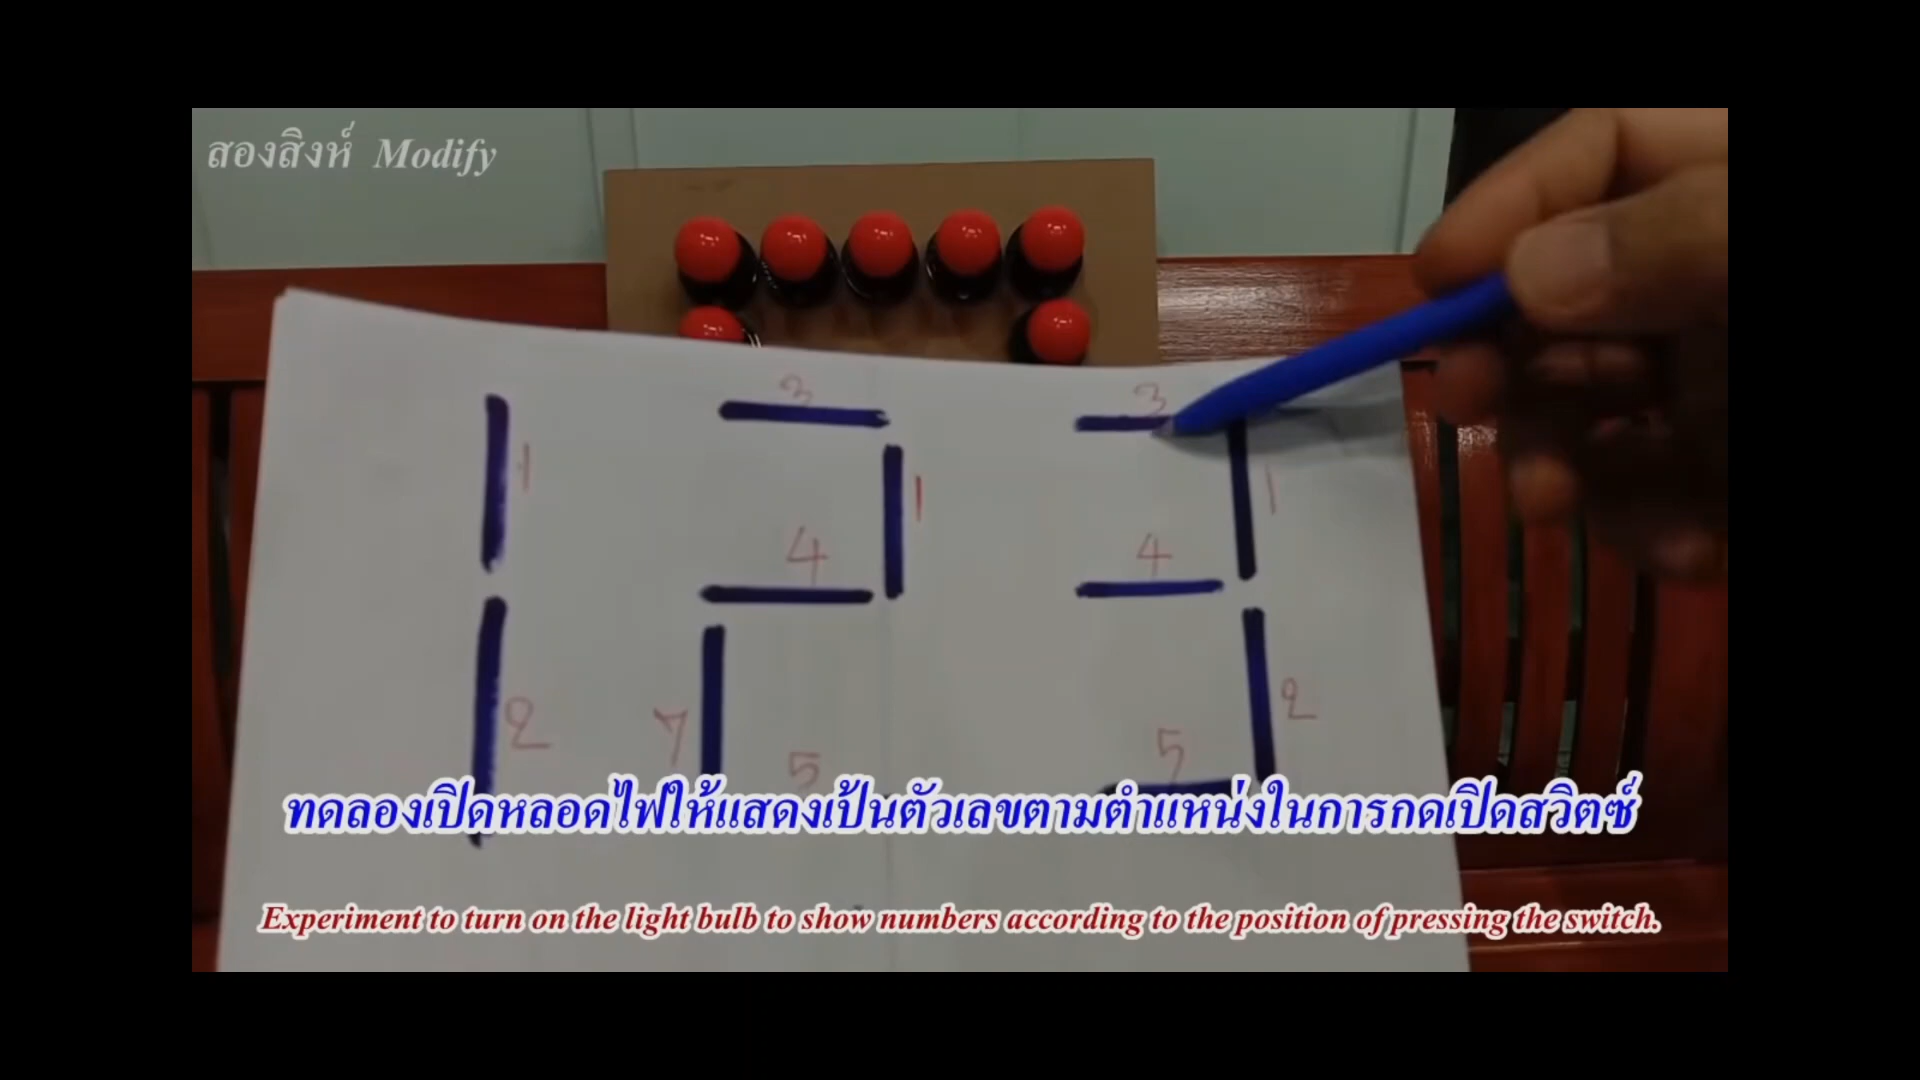 สองสิงห์ Modify
3 3
1 1 1
4 4
2 7 5 5 2
ทดลองเปิดหลอดไฟให้แสดงเป็นตัวเลขตามตำแหน่งในการกดเปิดสวิตซ์
Experiment to turn on the light bulb to show numbers according to the position of pressing the switch.